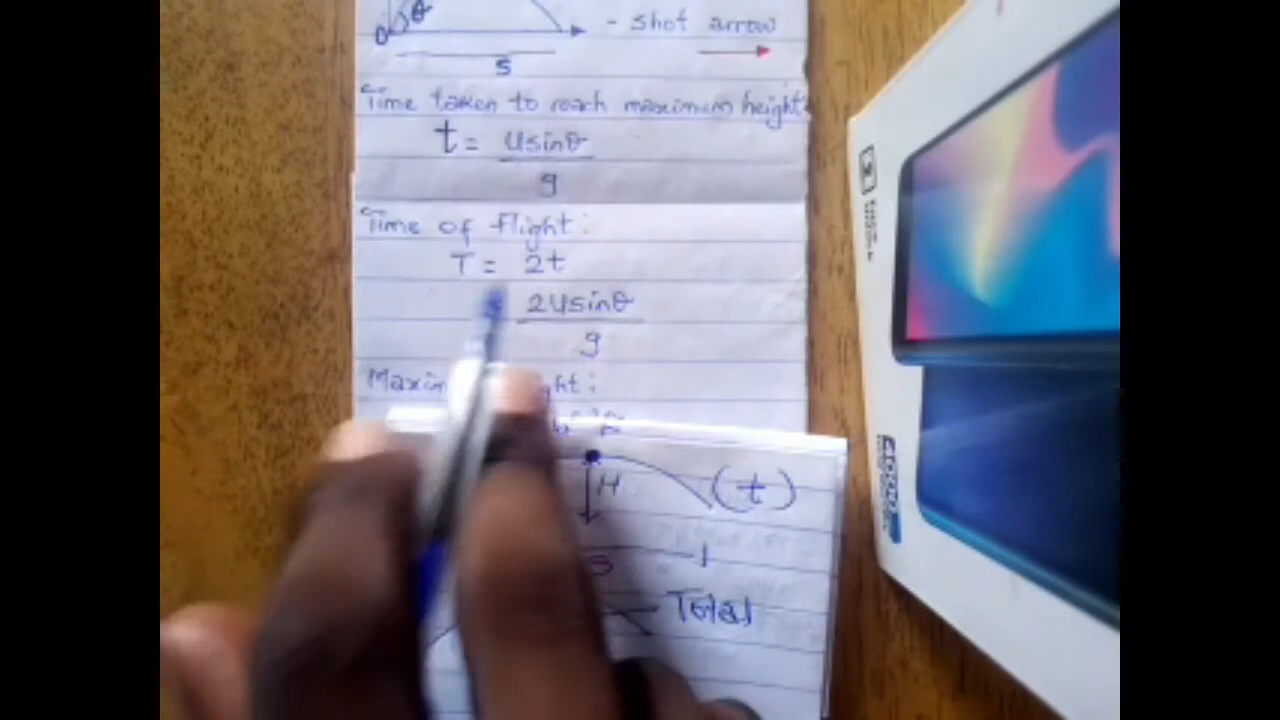 θ
- shot arrow
s
Time taken to reach maximum height
t = usinθ
g
Time of flight:
T = 2t
2usinθ
g
H
(t)
s
Total